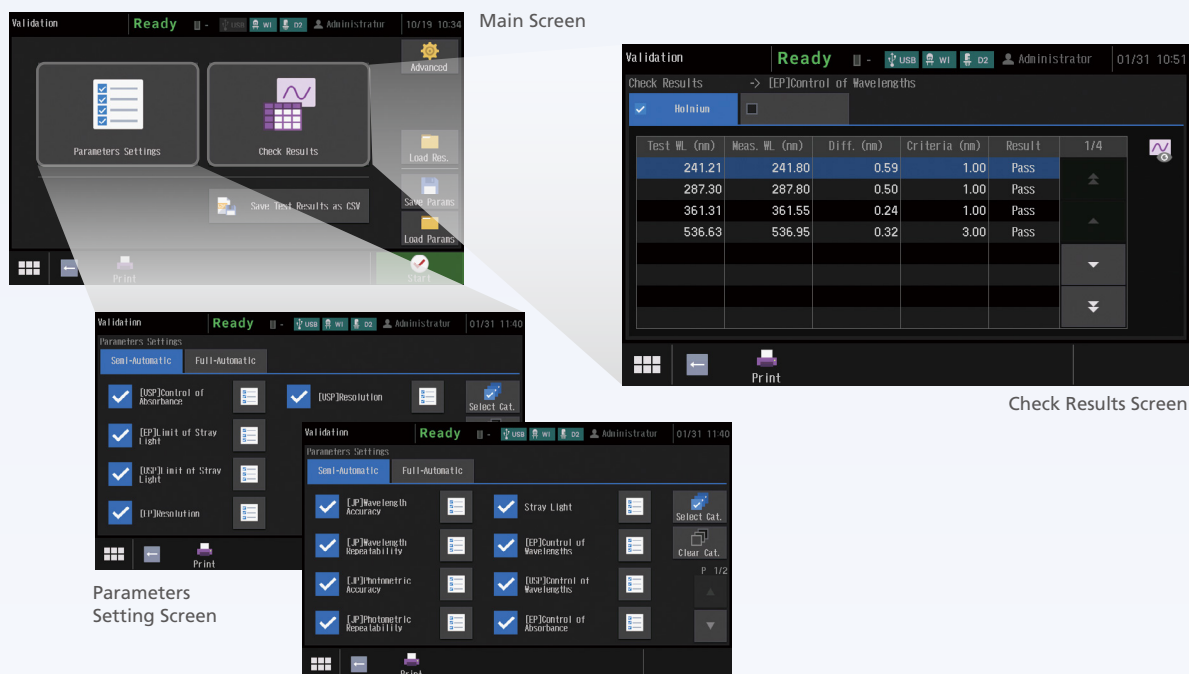 Main Screen
Validation
Ready
-
USB
WI
D2
Administrator
10/19 10:34
Advanced
Parameters Settings
Check Results
Load Res.
Save Test Results as CSV
Save Params
Load Params
Print
Start
Validation
Ready
-
USB
WI
D2
Administrator
01/31 10:51
Check Results -> [EP]Control of Wavelengths
Holniun
Test WL (nm) Meas. WL (nm) Diff. (nm) Criteria (nm) Result 1/4
241.21 241.80 0.59 1.00 Pass
287.30 287.80 0.50 1.00 Pass
361.31 361.55 0.24 1.00 Pass
536.63 536.95 0.32 3.00 Pass
Print
Check Results Screen
Validation
Ready
-
USB
WI
D2
Administrator
01/31 11:40
Parameters Settings
Semi-Automatic Full-Automatic
[USP]Control of
Absorbance
[USP]Resolution
Select Cat.
[EP]Limit of Stray
Light
[USP]Limit of Stray
Light
[EP]Resolution
Print
Parameters
Setting Screen
Validation
Ready
-
USB
WI
D2
Administrator
01/31 11:40
Parameters Settings
Semi-Automatic Full-Automatic
[JP]Wavelength
Accuracy
Stray Light
Select Cat.
[JP]Wavelength
Repeatability
[EP]Control of
Wavelengths
Clear Cat.
P 1/2
[JP]Photometric
Accuracy
[USP]Control of
Wavelengths
[JP]Photometric
Repeatability
[EP]Control of
Absorbance
Print